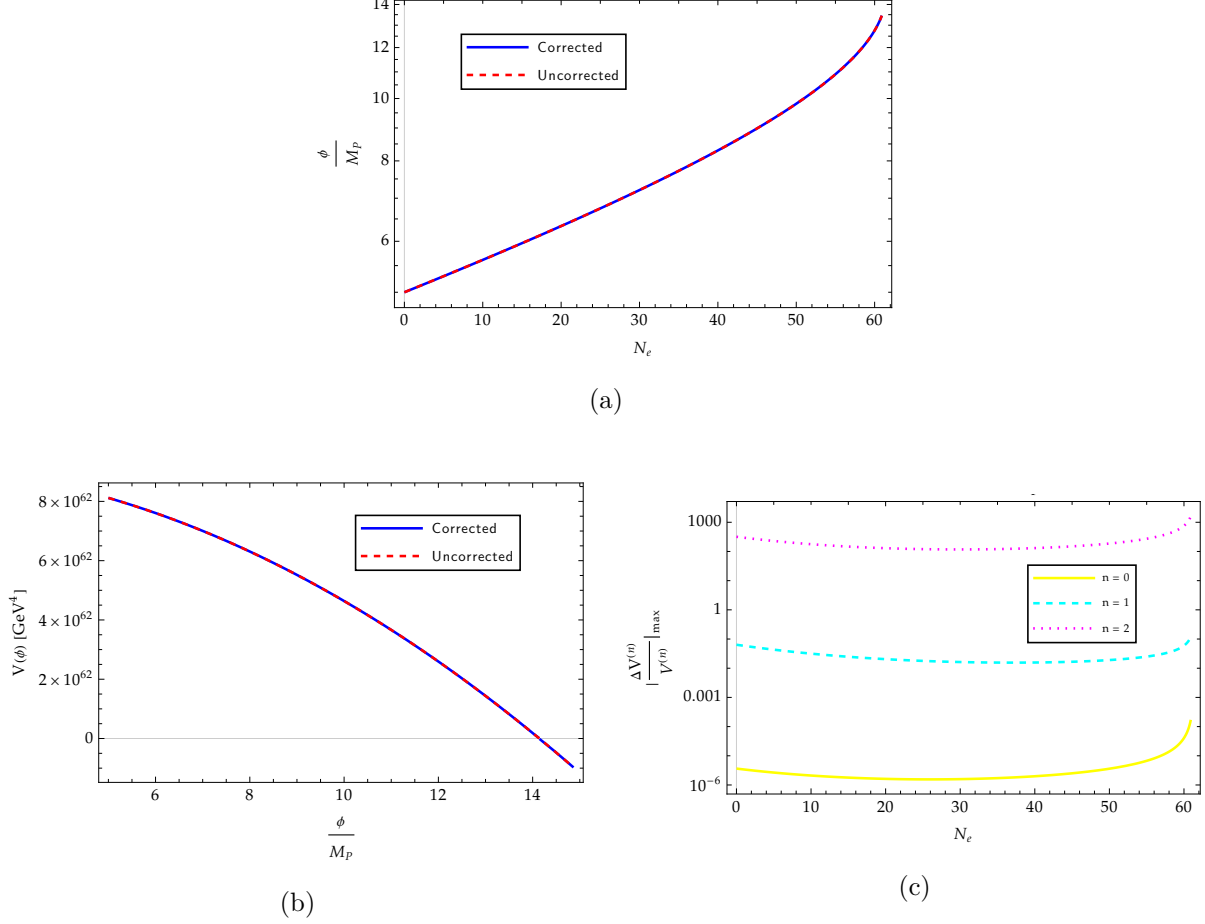 14
12
10
8
6
Corrected
Uncorrected
ϕ
M_P
0 10 20 30 40 50 60
N_e
(a)
8 × 10^62
6 × 10^62
4 × 10^62
2 × 10^62
0
V(ϕ) [GeV^4]
Corrected
Uncorrected
6 8 10 12 14
ϕ
M_P
(b)
1000
1
0.001
10^-6
|ΔV^(n)
V^(n)|max
n = 0
n = 1
n = 2
0 10 20 30 40 50 60
N_e
(c)